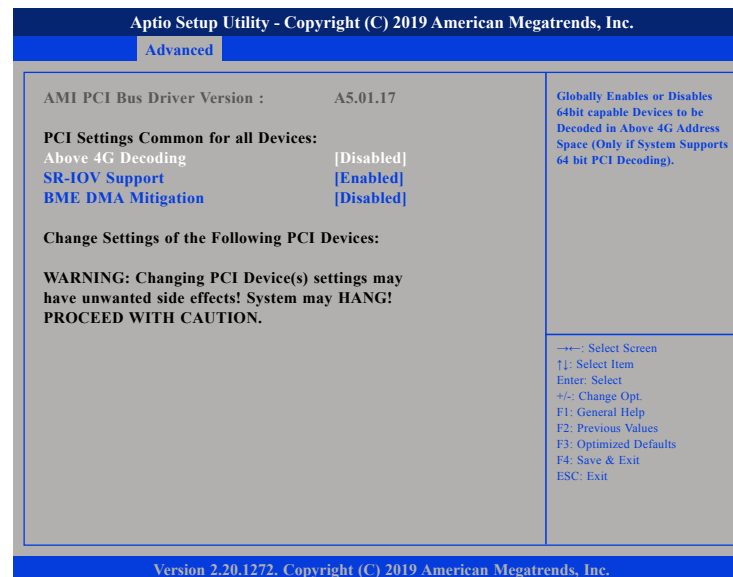 Aptio Setup Utility - Copyright (C) 2019 American Megatrends, Inc.
Advanced
AMI PCI Bus Driver Version : A5.01.17
PCI Settings Common for all Devices:
Above 4G Decoding [Disabled]
SR-IOV Support [Enabled]
BME DMA Mitigation [Disabled]
Change Settings of the Following PCI Devices:
WARNING: Changing PCI Device(s) settings may
have unwanted side effects! System may HANG!
PROCEED WITH CAUTION.
Globally Enables or Disables
64bit capable Devices to be
Decoded in Above 4G Address
Space (Only if System Supports
64 bit PCI Decoding).
→←: Select Screen
↑↓: Select Item
Enter: Select
+/-: Change Opt.
F1: General Help
F2: Previous Values
F3: Optimized Defaults
F4: Save & Exit
ESC: Exit
Version 2.20.1272. Copyright (C) 2019 American Megatrends, Inc.